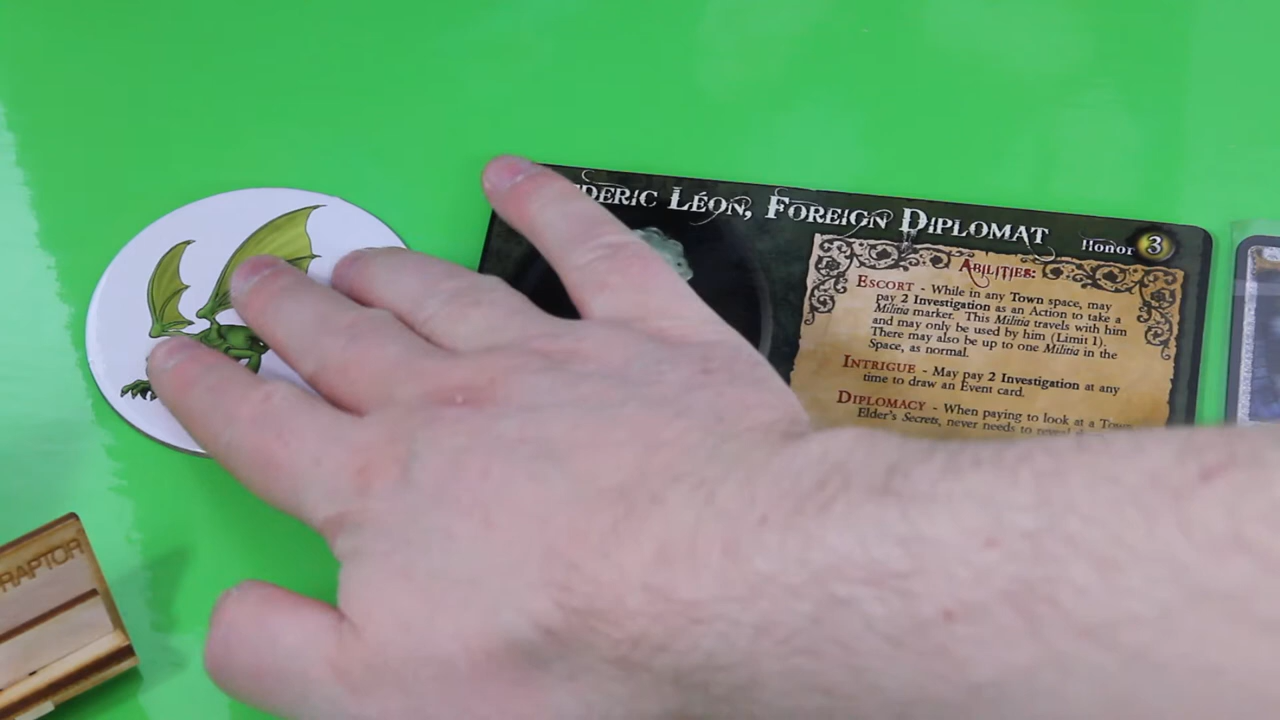 DERIC LÉON, FOREIGN DIPLOMAT
Honor 3
ABILITIES:
ESCORT - While in any Town space, may
pay 2 Investigation as an Action to take a
Militia marker. This Militia travels with him
and may only be used by him (Limit 1).
There may also be up to one Militia in the
Space, as normal.
INTRIGUE - May pay 2 Investigation at any
time to draw an Event card.
DIPLOMACY - When paying to look at a Town
Elder's Secrets, never needs to reveal
RAPTOR